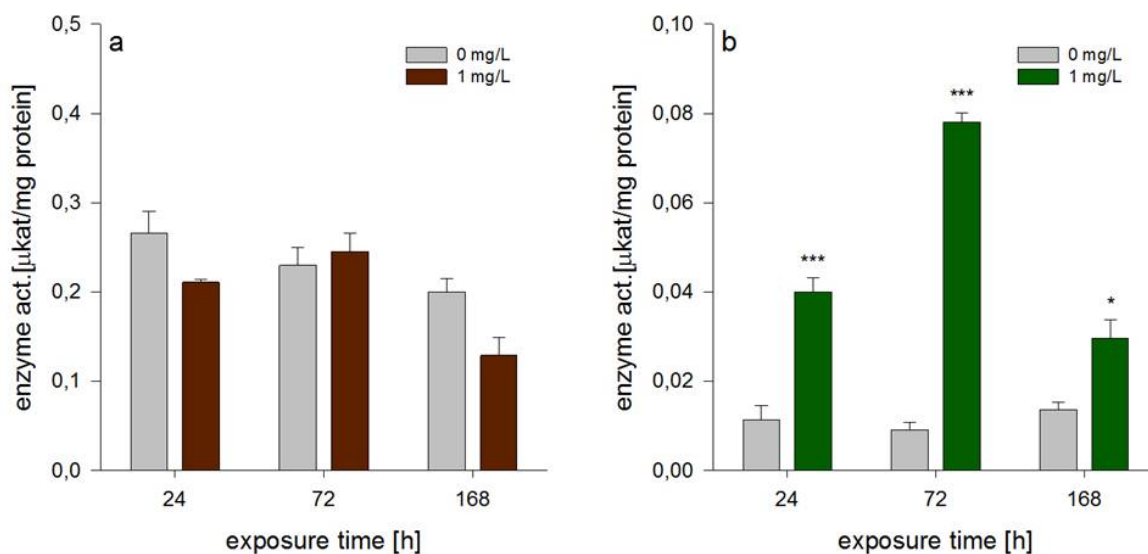 a
0 mg/L
1 mg/L
enzyme act.[µkat/mg protein]
0,5
0,4
0,3
0,2
0,1
0,0
24 72 168
exposure time [h]
b
0 mg/L
1 mg/L
enzyme act.[µkat/mg protein]
0,10
0,08
0,06
0,04
0,02
0,00
***
***
*
24 72 168
exposure time [h]